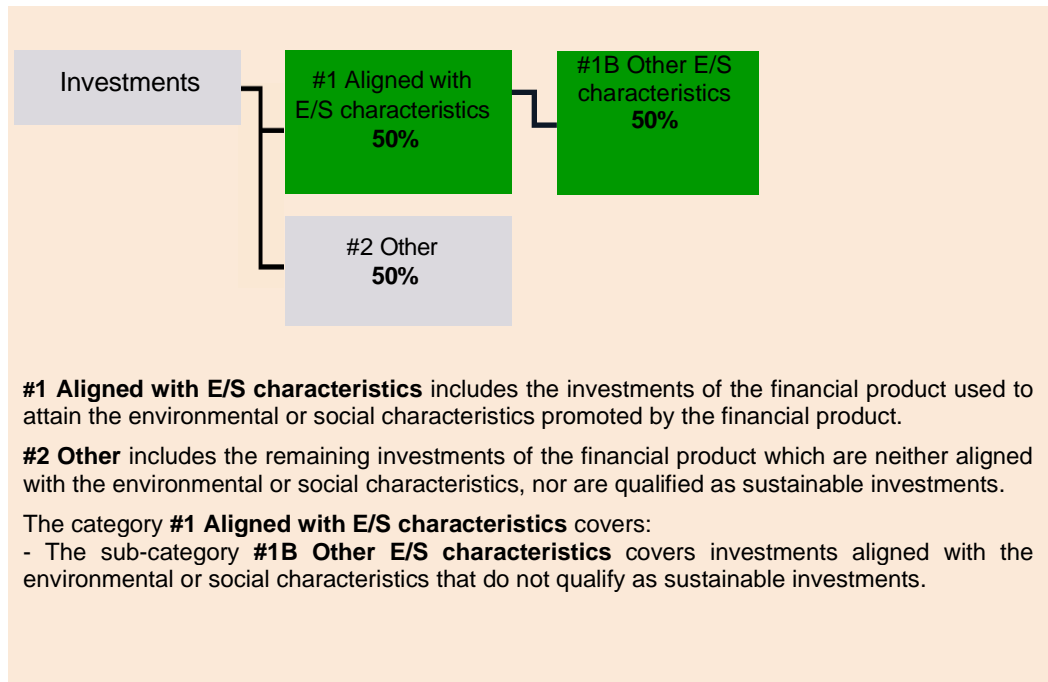 Investments
#1 Aligned with
E/S characteristics
50%
#1B Other E/S
characteristics
50%
#2 Other
50%
#1 Aligned with E/S characteristics includes the investments of the financial product used to
attain the environmental or social characteristics promoted by the financial product.
#2 Other includes the remaining investments of the financial product which are neither aligned
with the environmental or social characteristics, nor are qualified as sustainable investments.
The category #1 Aligned with E/S characteristics covers:
- The sub-category #1B Other E/S characteristics covers investments aligned with the
environmental or social characteristics that do not qualify as sustainable investments.